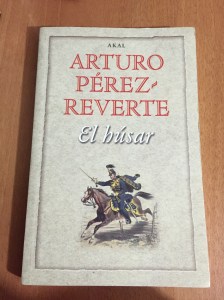 AKAL
ARTURO
PÉREZ-
REVERTE
El húsar